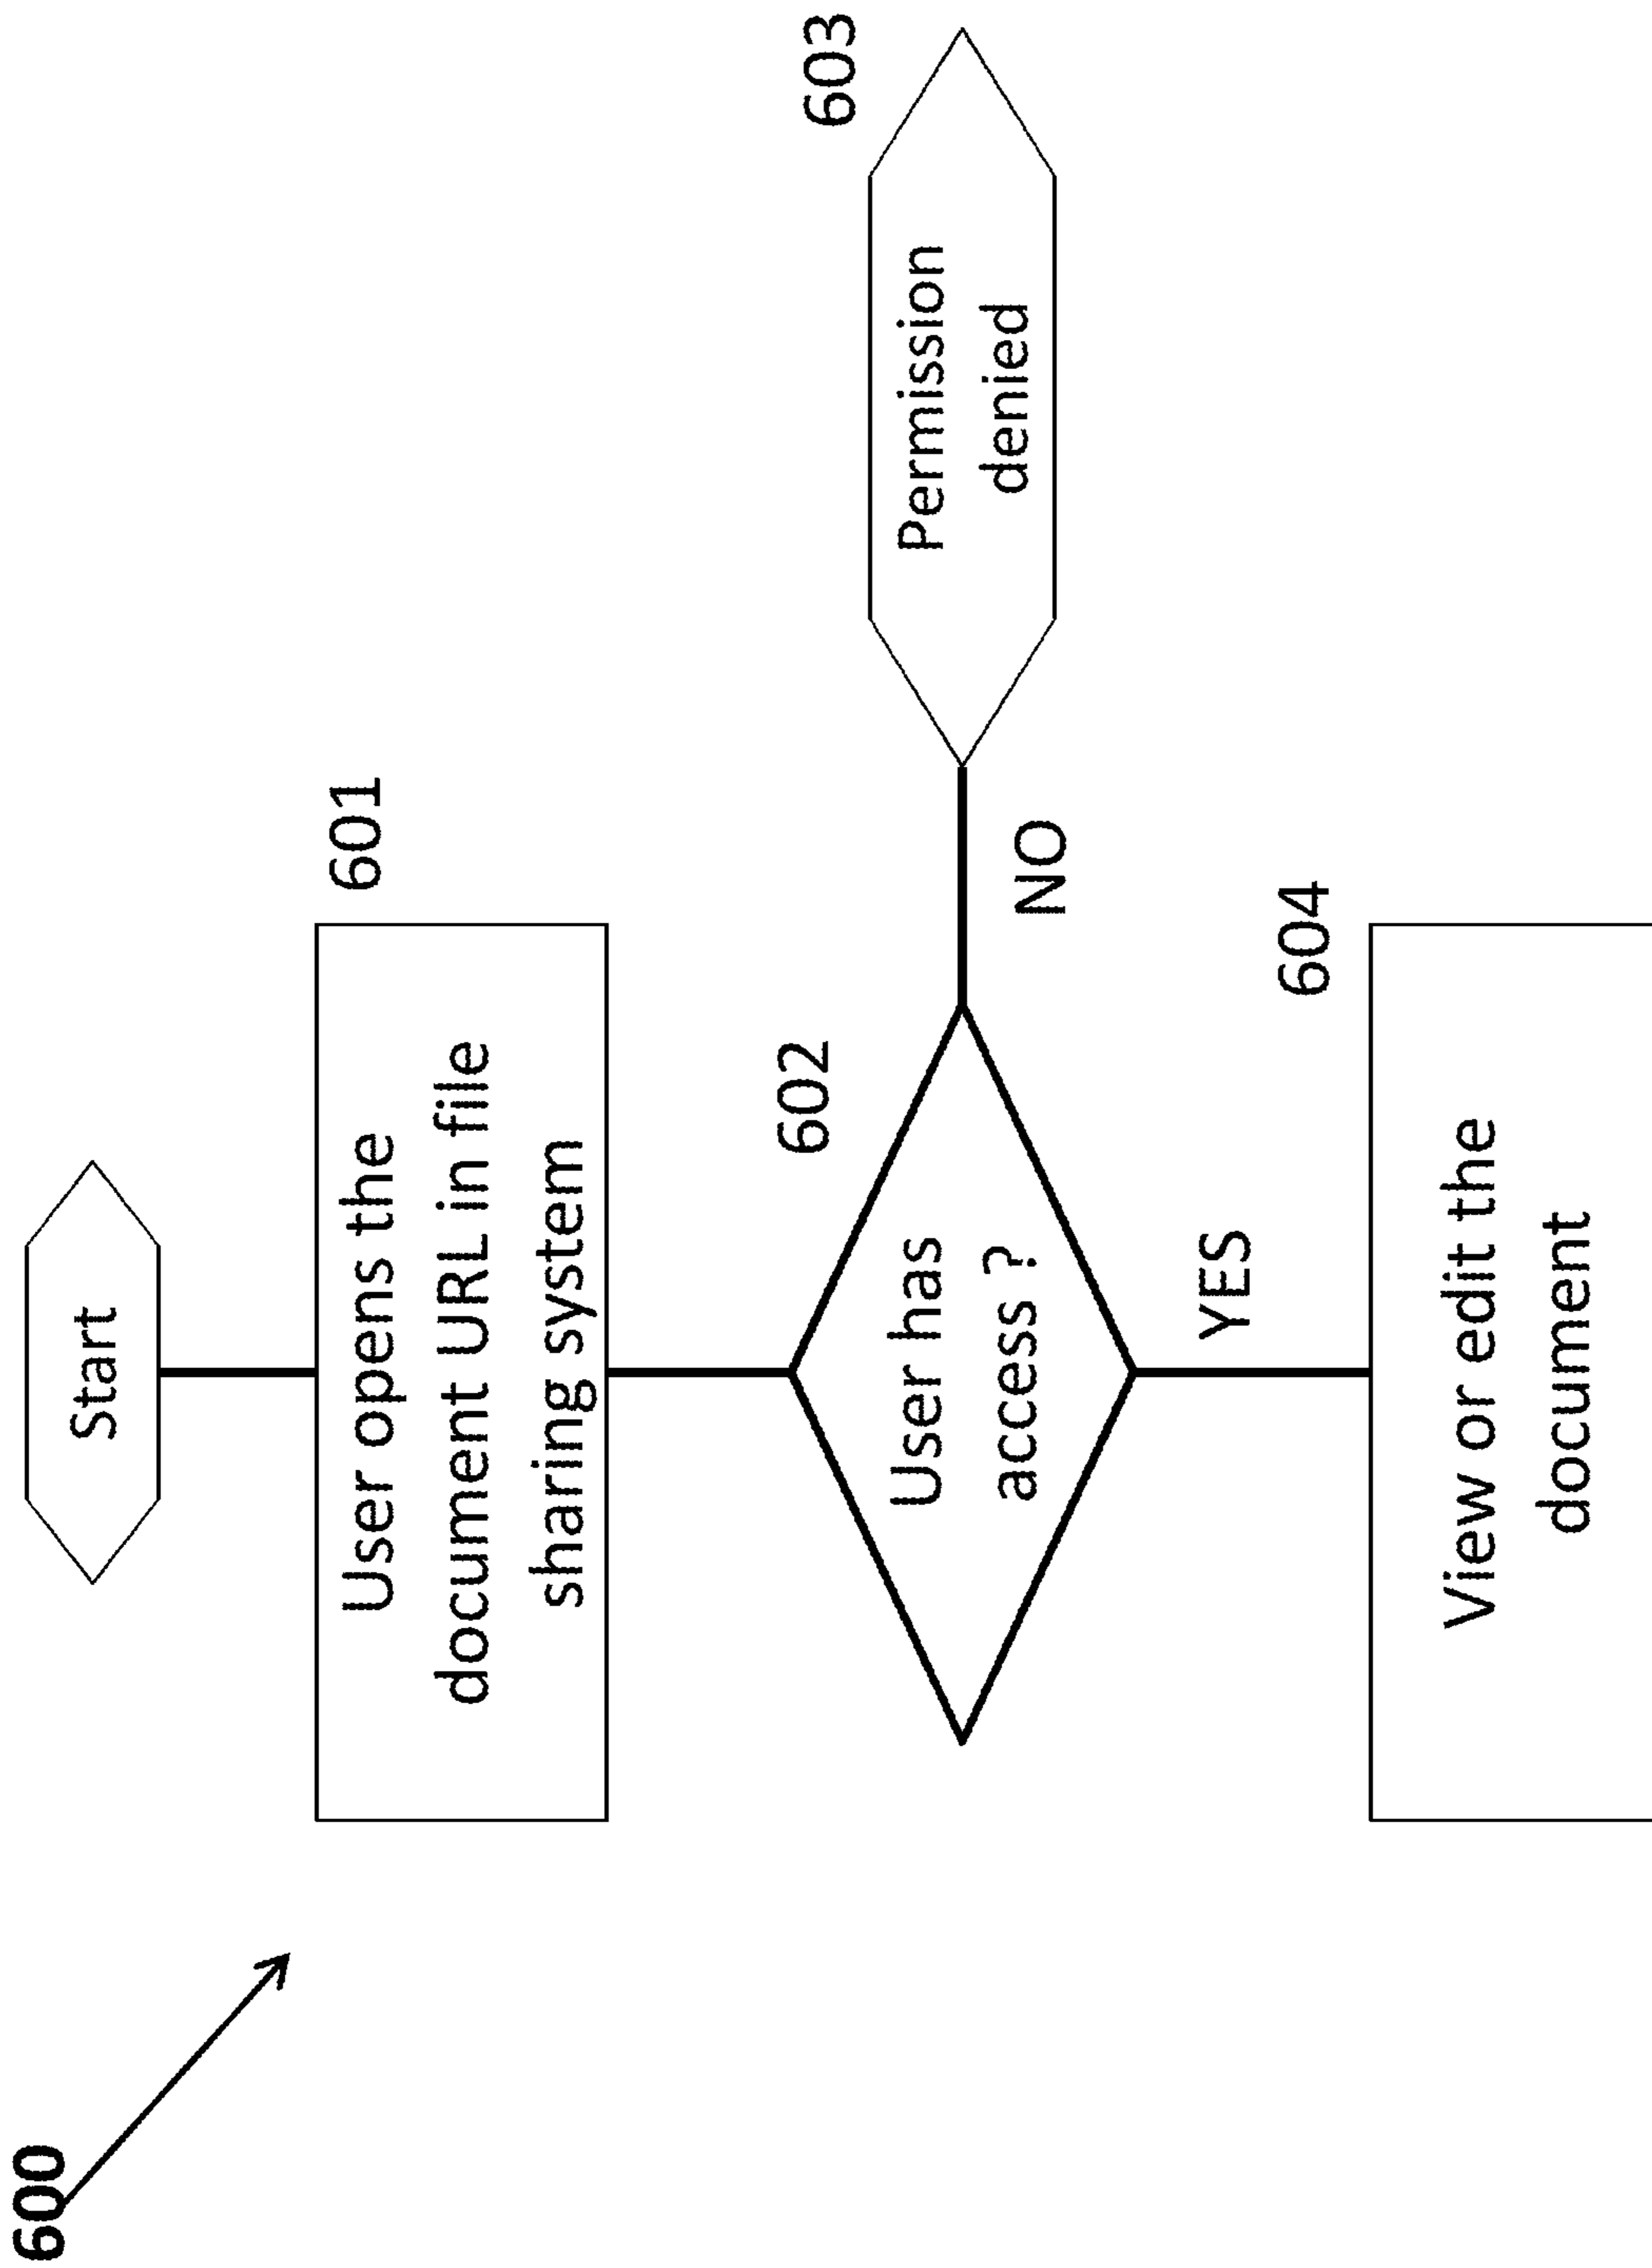 600
Start
601
User opens the
document URL in file
sharing system
602
User has
access ?
603
Permission
denied
NO
YES
604
View or edit the
document